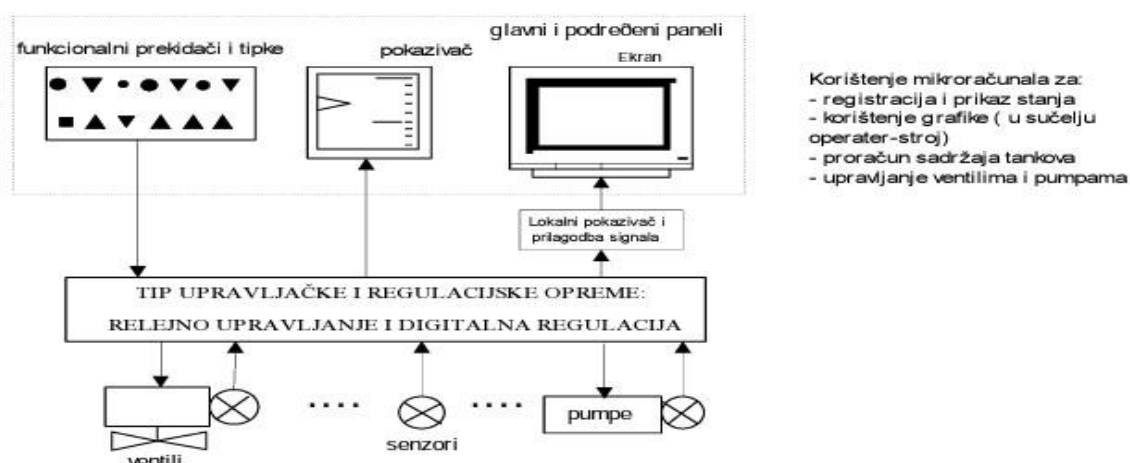 glavni i podređeni paneli
funkcionalni prekidači i tipke
pokazivač
Ekran
Korištenje mikroračunala za:
- registracija i prikaz stanja
- korištenje grafike ( u sučelju
operater-stroj)
- proračun sadržaja tankova
- upravljanje ventilima i pumpama
Lokalni pokazivač i
prilagodba signala
TIP UPRAVLJAČKE I REGULACIJSKE OPREME:
RELEJNO UPRAVLJANJE I DIGITALNA REGULACIJA
ventili
senzori
pumpe